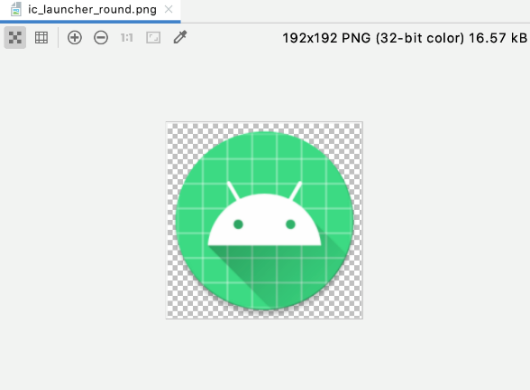 ic_launcher_round.png
1:1
192x192 PNG (32-bit color) 16.57 kB